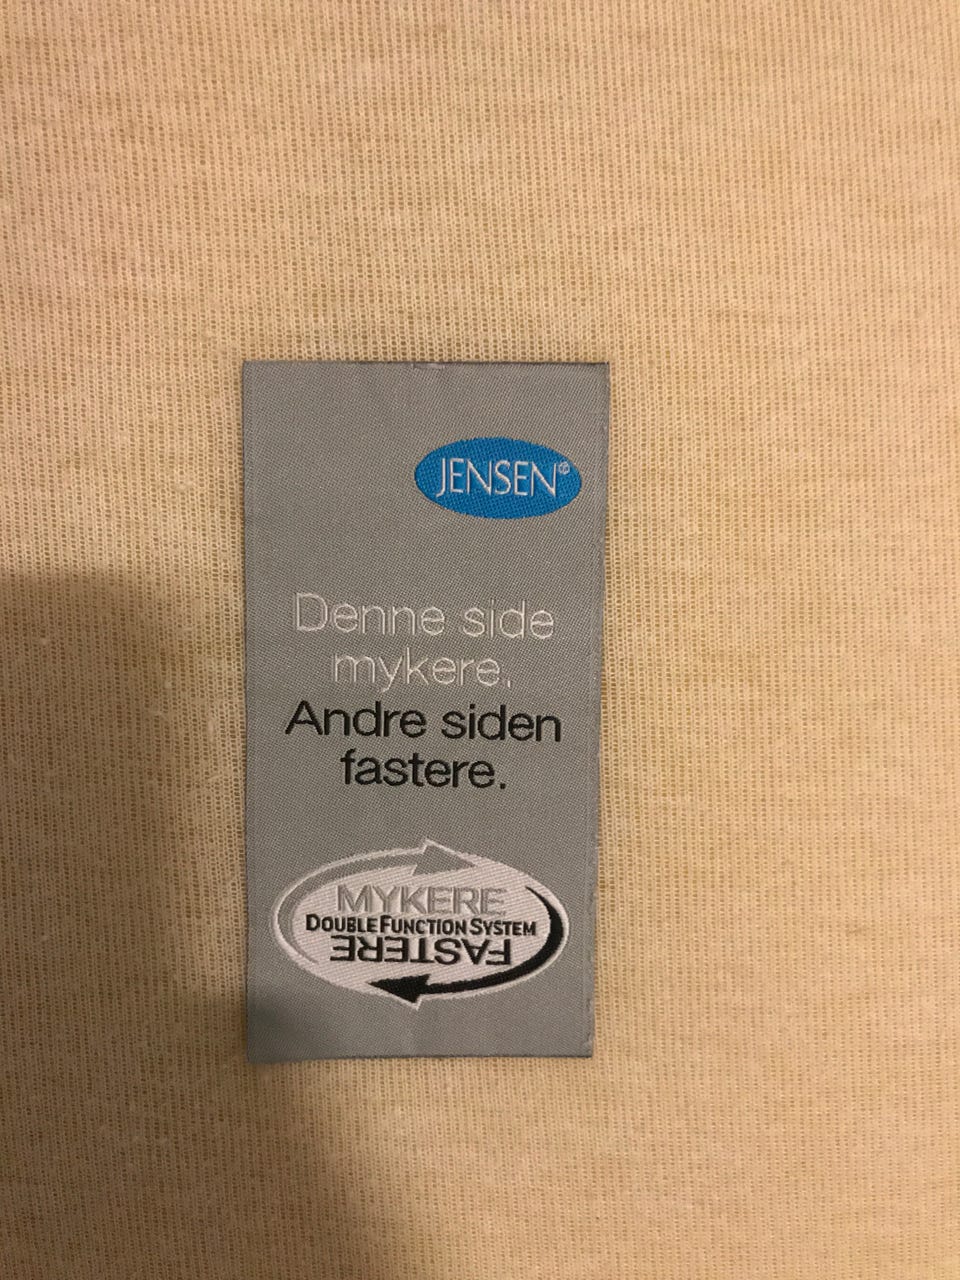 JENSEN®
Denne side
mykere.
Andre siden
fastere.
MYKERE
DOUBLE FUNCTION SYSTEM
FASTERE